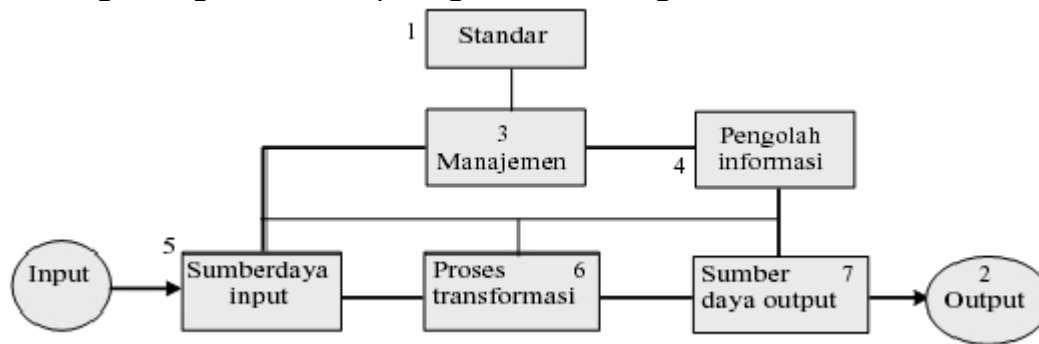 1
Standar
3
Manajemen
Pengolah
informasi
4
5
Input
Sumberdaya
input
Proses 6
transformasi
Sumber 7
daya output
2
Output